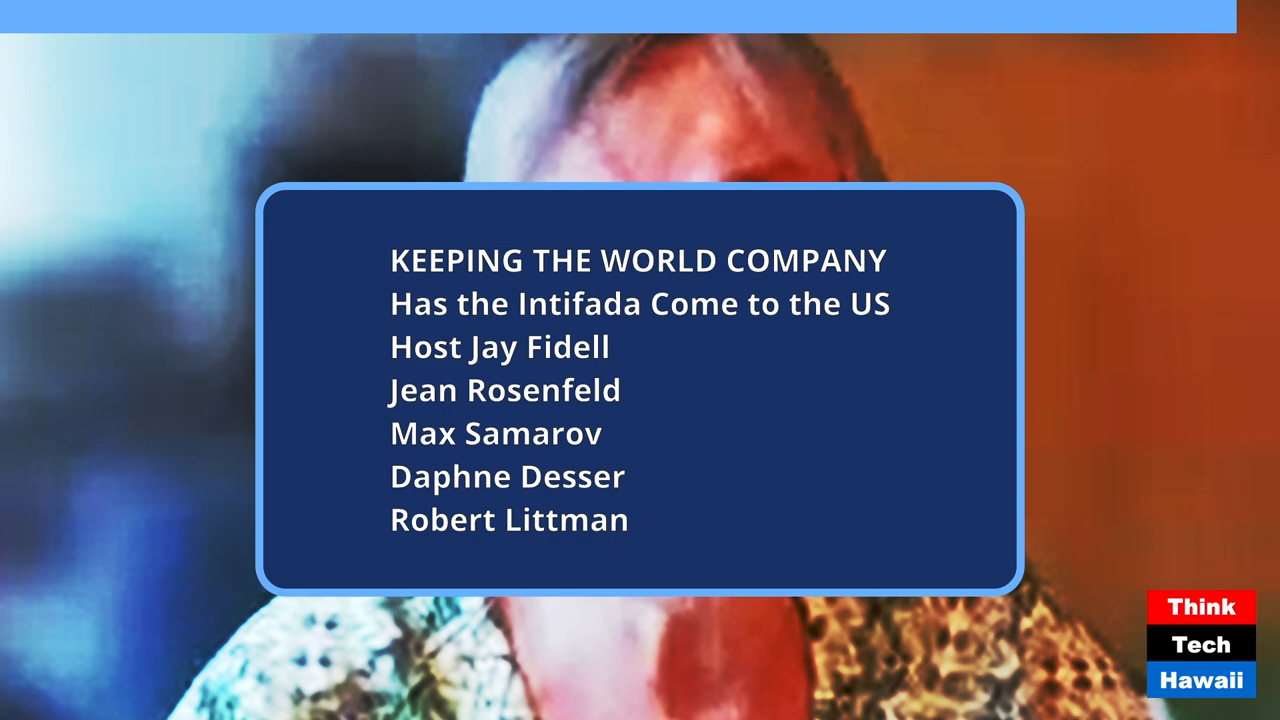 KEEPING THE WORLD COMPANY
Has the Intifada Come to the US
Host Jay Fidell
Jean Rosenfeld
Max Samarov
Daphne Desser
Robert Littman
Think
Tech
Hawaii